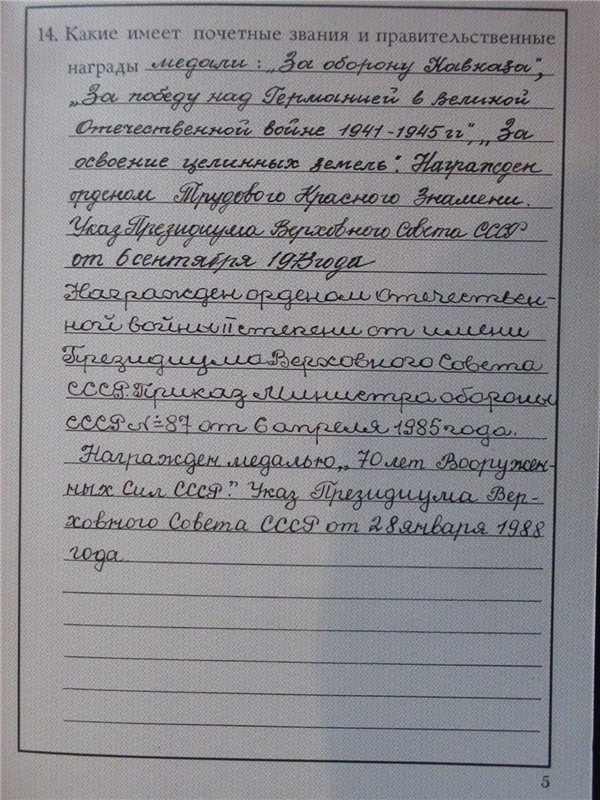 14. Какие имеет почетные звания и правительственные
награды медали: „За оборону Кавказа",
„За победу над Германией в Великой
Отечественной войне 1941-1945 гг", „За
освоение целинных земель". Награжден
орденом Трудового Красного Знамени.
Указ Президиума Верховного Совета СССР
от 6 сентября 1973 года
Награжден орденом Отечествен-
ной войны II степени от имени
Президиума Верховного Совета
СССР. Приказ Министра обороны
СССР № 87 от 6 апреля 1985 года.
Награжден медалью „70 лет Вооружен-
ных Сил СССР." Указ Президиума Вер-
ховного Совета СССР от 28 января 1988
года
5